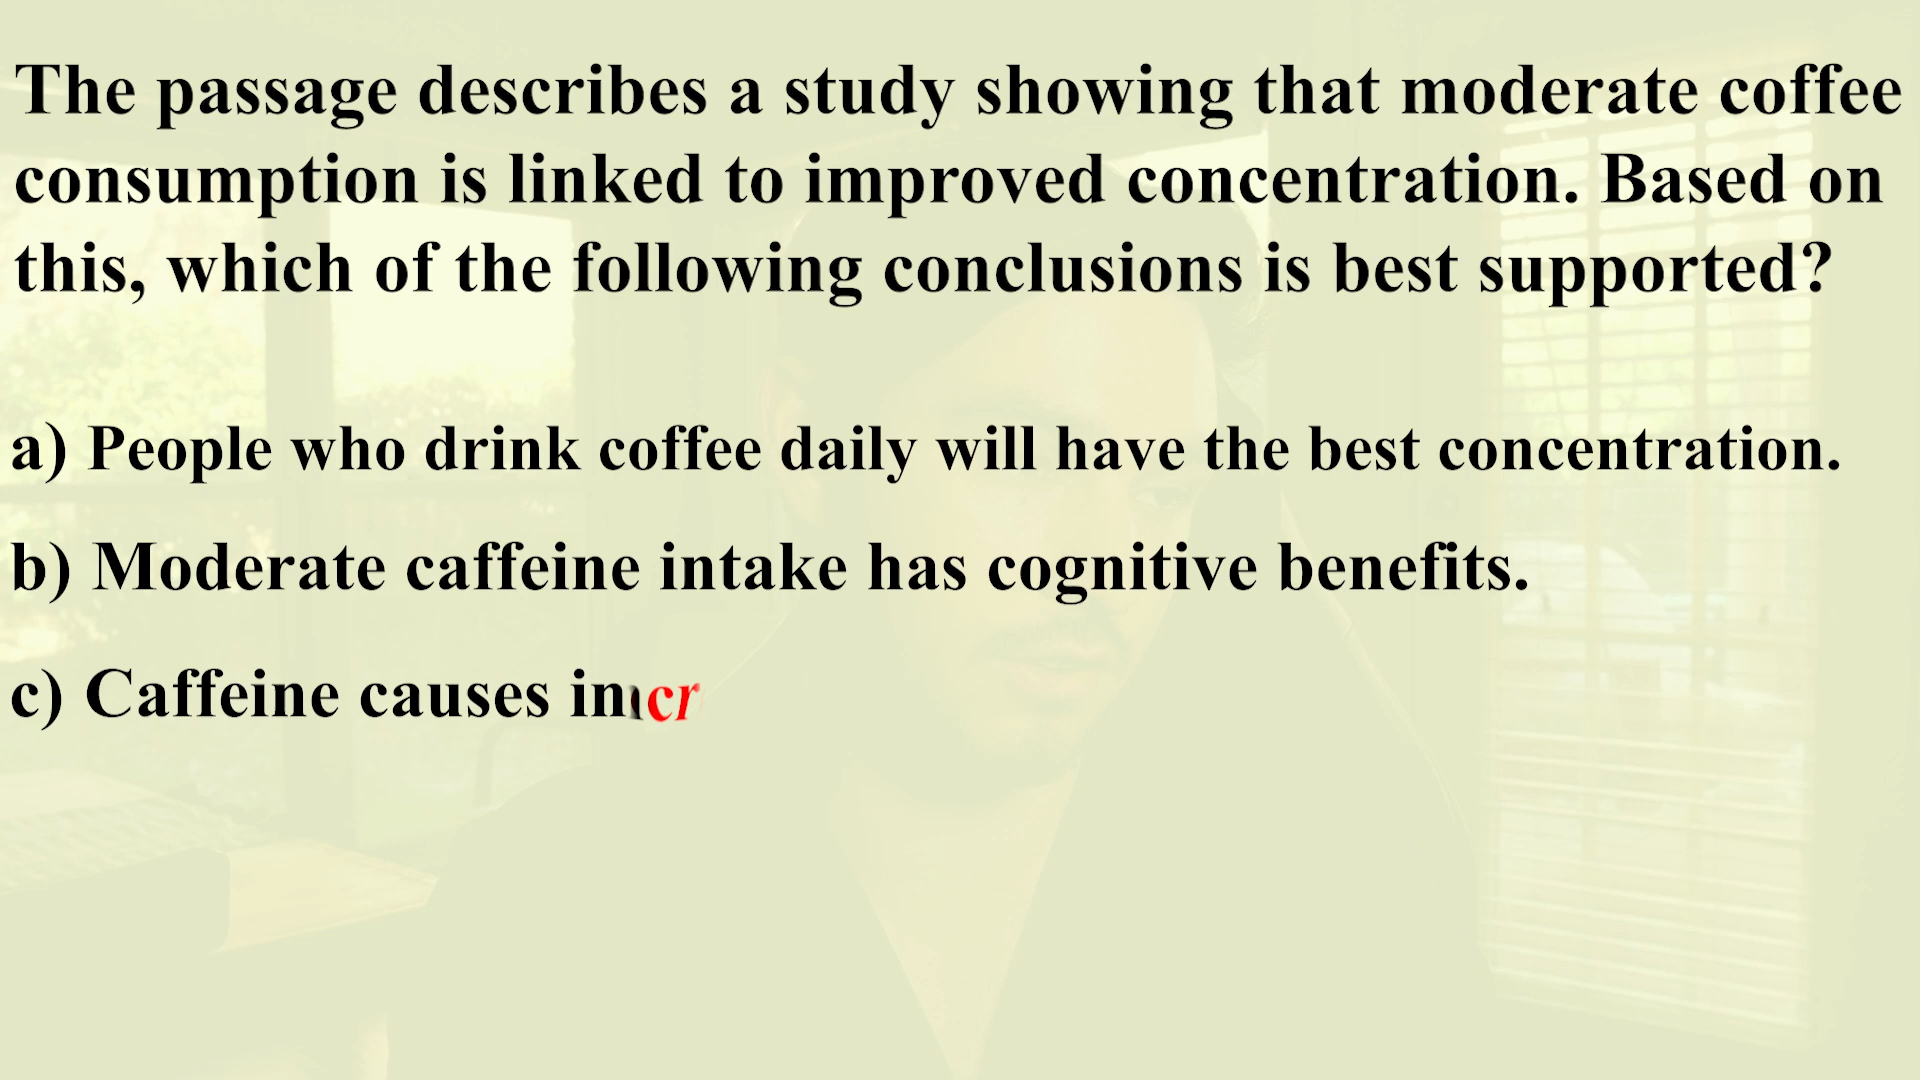 The passage describes a study showing that moderate coffee
consumption is linked to improved concentration. Based on
this, which of the following conclusions is best supported?
a) People who drink coffee daily will have the best concentration.
b) Moderate caffeine intake has cognitive benefits.
c) Caffeine causes